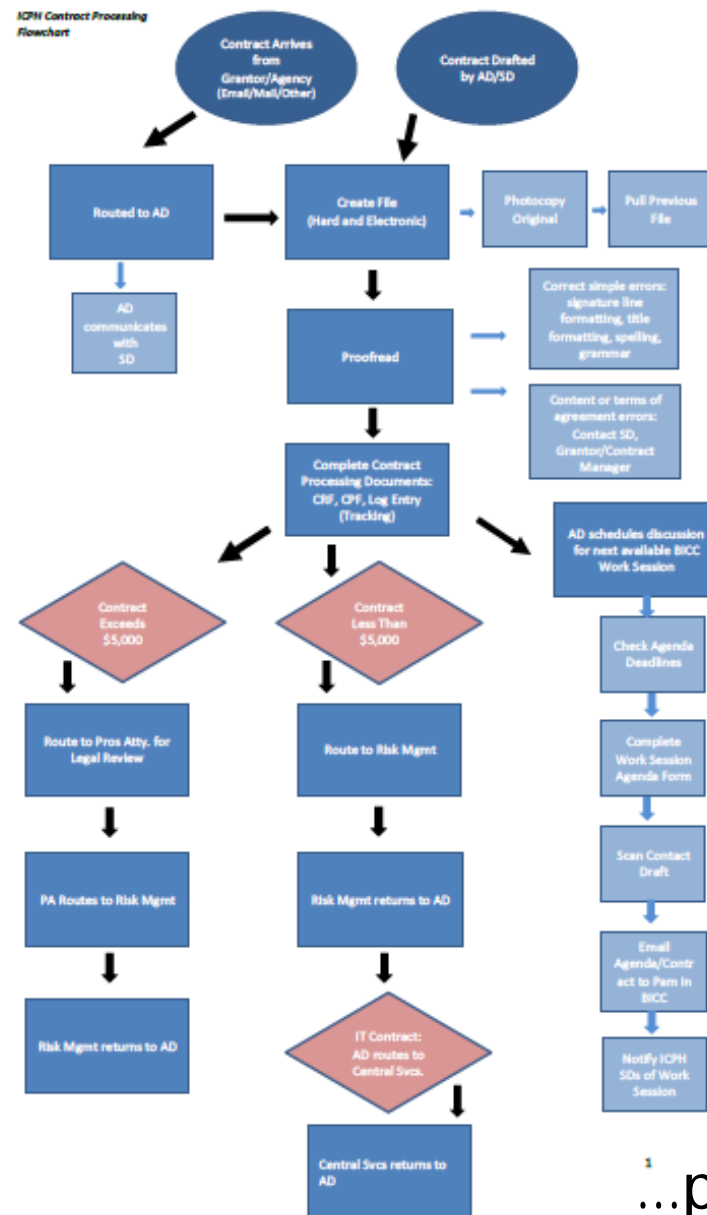 ICPH Contract Processing
Flowchart
Contract Arrives
from
Grantor/Agency
(Email/Mail/Other)
Contract Drafted
by AD/SD
Routed to AD
Create File
(Hard and Electronic)
Photocopy
Original
Pull Previous
File
AD
communicates
with
SD
Proofread
Correct simple errors:
signature line
formatting, title
formatting, spelling,
grammar
Content or terms of
agreement errors:
Contact SD,
Grantor/Contract
Manager
Complete Contract
Processing Documents:
CRF, CPF, Log Entry
(Tracking)
AD schedules discussion
for next available BICC
Work Session
Contract
Exceeds
$5,000
Contract
Less Than
$5,000
Check Agenda
Deadlines
Route to Pros Atty. for
Legal Review
Route to Risk Mgmt
Complete
Work Session
Agenda Form
PA Routes to Risk Mgmt
Risk Mgmt returns to AD
Scan Contact
Draft
Email
Agenda/Contr
act to Pam in
BICC
Risk Mgmt returns to AD
IT Contract:
AD routes to
Central Svcs.
Notify ICPH
SDs of Work
Session
Central Svcs returns to
AD
1
...p